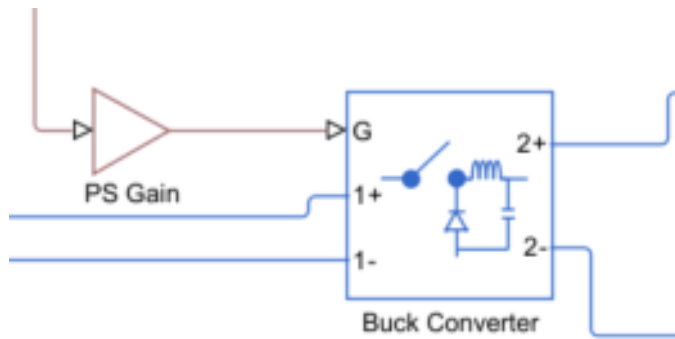 G
2+
PS Gain
1+
2-
1-
Buck Converter